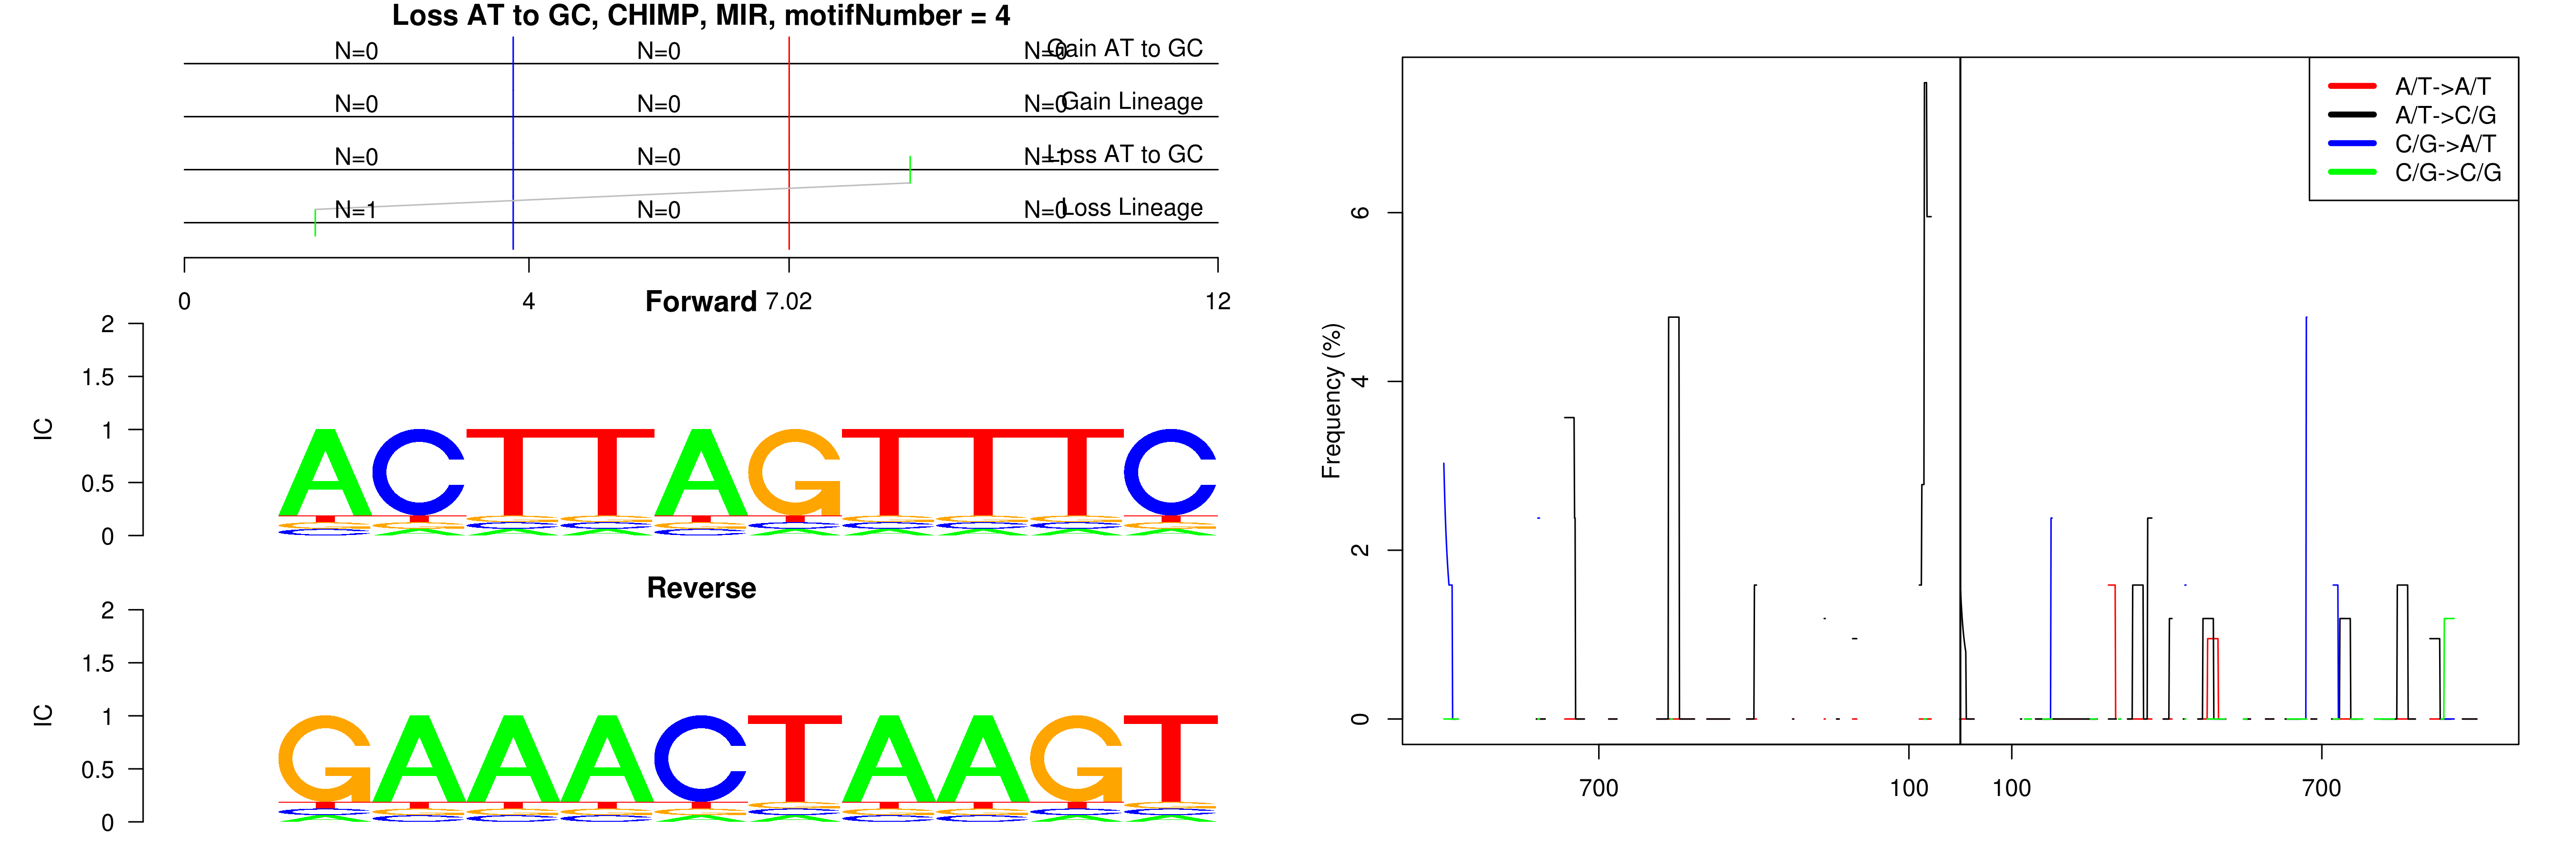 Loss AT to GC, CHIMP, MIR, motifNumber = 4
N=0 N=0 N=0 Gain AT to GC
N=0 N=0 N=0 Gain Lineage
N=0 N=0 N=1 Loss AT to GC
N=1 N=0 N=0 Loss Lineage
0 4 7.02 12
Forward
2
1.5
1
0.5
0
IC
ACTTAGTTTC
Reverse
2
1.5
1
0.5
0
IC
GAAACTAAGT
Frequency (%)
6
4
2
0
700 100 100 700
A/T->A/T
A/T->C/G
C/G->A/T
C/G->C/G